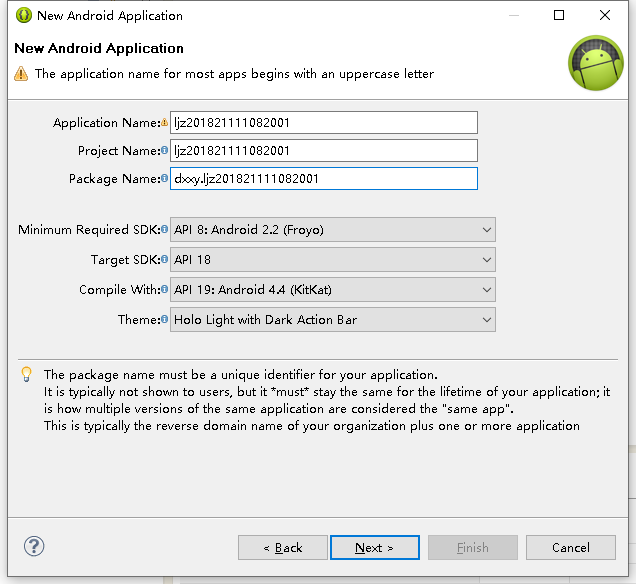 New Android Application
New Android Application
The application name for most apps begins with an uppercase letter
Application Name: ljz201821111082001
Project Name: ljz201821111082001
Package Name: dxxy.ljz201821111082001
Minimum Required SDK: API 8: Android 2.2 (Froyo)
Target SDK: API 18
Compile With: API 19: Android 4.4 (KitKat)
Theme: Holo Light with Dark Action Bar
The package name must be a unique identifier for your application.
It is typically not shown to users, but it *must* stay the same for the lifetime of your application; it
is how multiple versions of the same application are considered the "same app".
This is typically the reverse domain name of your organization plus one or more application
? < Back Next > Finish Cancel